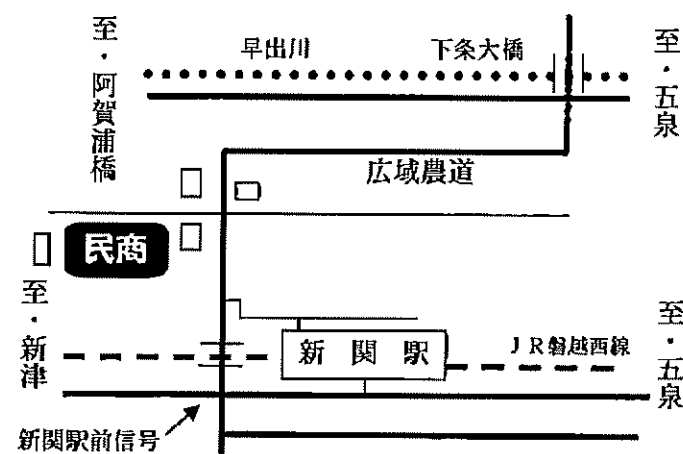 至・阿賀浦橋
早出川
下条大橋
至・五泉
広域農道
民商
至・新津
新関駅
JR磐越西線
至・五泉
新関駅前信号